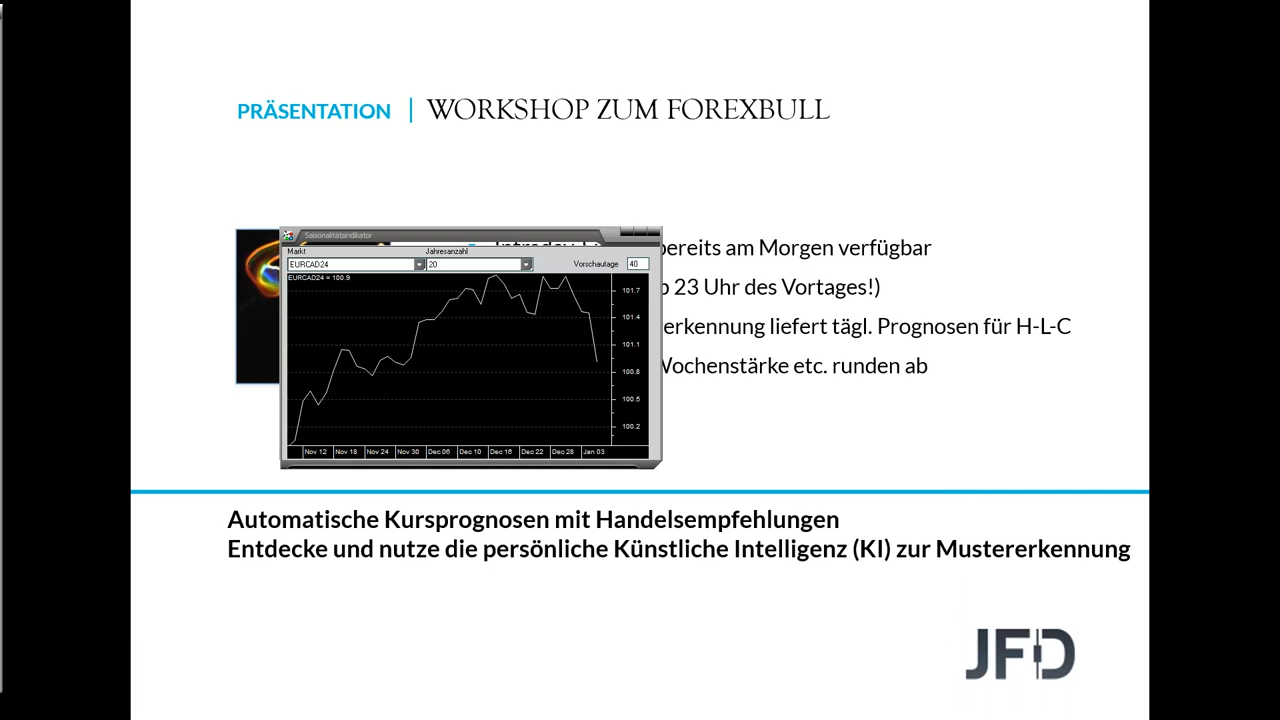 PRÄSENTATION | WORKSHOP ZUM FOREXBULL
bereits am Morgen verfügbar
23 Uhr des Vortages!)
erkennung liefert tägl. Prognosen für H-L-C
Wochenstärke etc. runden ab
Saisonalitätsindikator
Markt Jahresanzahl
EURCAD24 20 Vorschautage 40
EURCAD24 = 100.9
101.7
101.4
101.1
100.8
100.5
100.2
Nov 12 Nov 18 Nov 24 Nov 30 Dec 06 Dec 10 Dec 16 Dec 22 Dec 28 Jan 03
Automatische Kursprognosen mit Handelsempfehlungen
Entdecke und nutze die persönliche Künstliche Intelligenz (KI) zur Mustererkennung
JFD